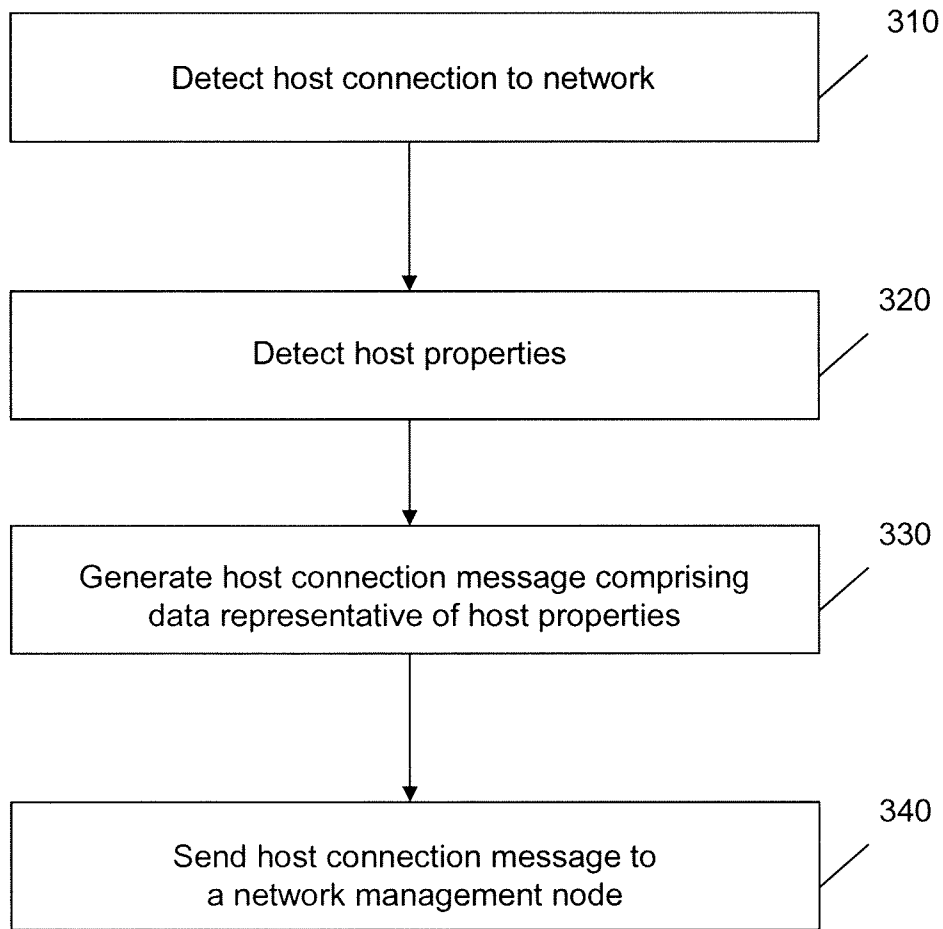 310
Detect host connection to network
320
Detect host properties
330
Generate host connection message comprising
data representative of host properties
340
Send host connection message to
a network management node